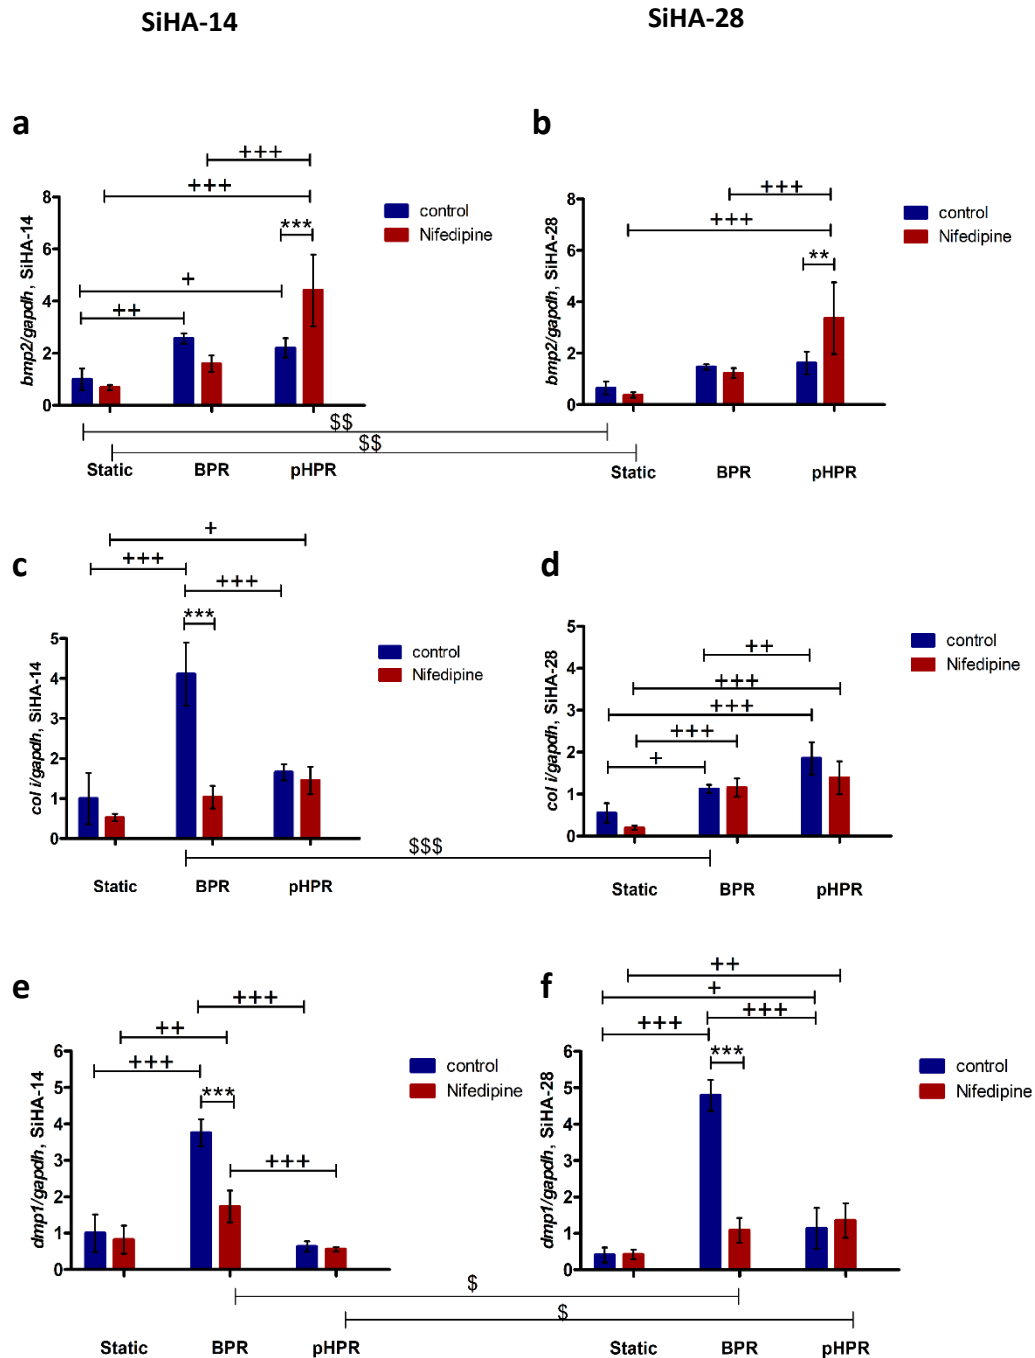 SiHA-14
SiHA-28
a
+++
+++
***
+
++
8
6
4
2
0
bmp2/gapdh, SiHA-14
control
Nifedipine
$$
$$
Static BPR pHPR
b
+++
+++
**
8
6
4
2
0
bmp2/gapdh, SiHA-28
control
Nifedipine
Static BPR pHPR
c
+
+++
+++
***
5
4
3
2
1
0
col i/gapdh, SiHA-14
control
Nifedipine
$$$
Static BPR pHPR
d
++
+++
+++
+++
+
5
4
3
2
1
0
col i/gapdh, SiHA-28
control
Nifedipine
Static BPR pHPR
e
+++
++
+++
***
+++
6
5
4
3
2
1
0
dmp1/gapdh, SiHA-14
control
Nifedipine
$
$
Static BPR pHPR
f
++
+
+++
+++
***
6
5
4
3
2
1
0
dmp1/gapdh, SiHA-28
control
Nifedipine
Static BPR pHPR